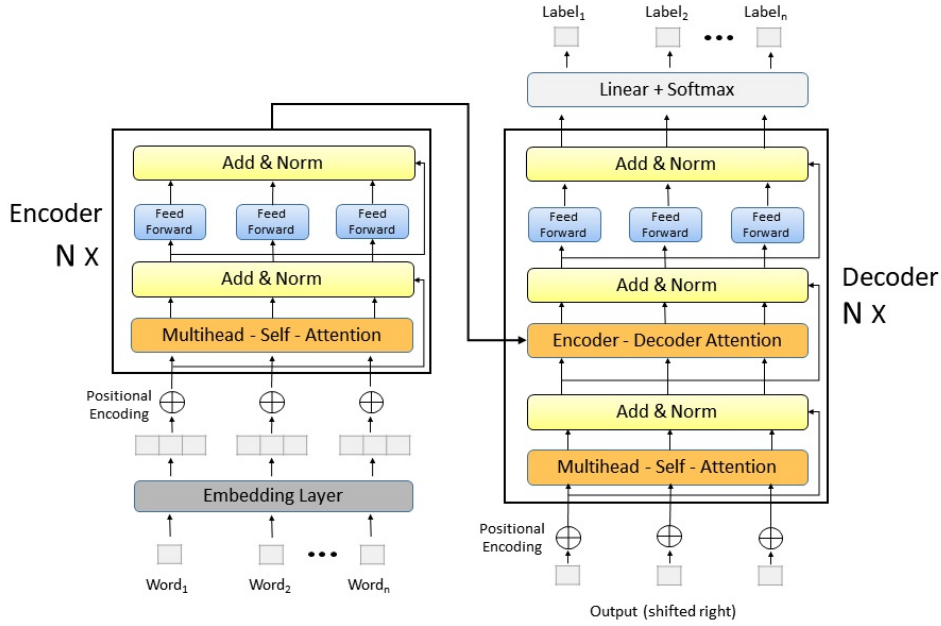 Label₁
Label₂
Labelₙ
Linear + Softmax
Add & Norm
Feed
Forward
Feed
Forward
Feed
Forward
Add & Norm
Multihead - Self - Attention
Encoder
N X
Positional
Encoding
Embedding Layer
Word₁
Word₂
Wordₙ
Add & Norm
Feed
Forward
Feed
Forward
Feed
Forward
Add & Norm
Encoder - Decoder Attention
Add & Norm
Multihead - Self - Attention
Decoder
N X
Positional
Encoding
Output (shifted right)